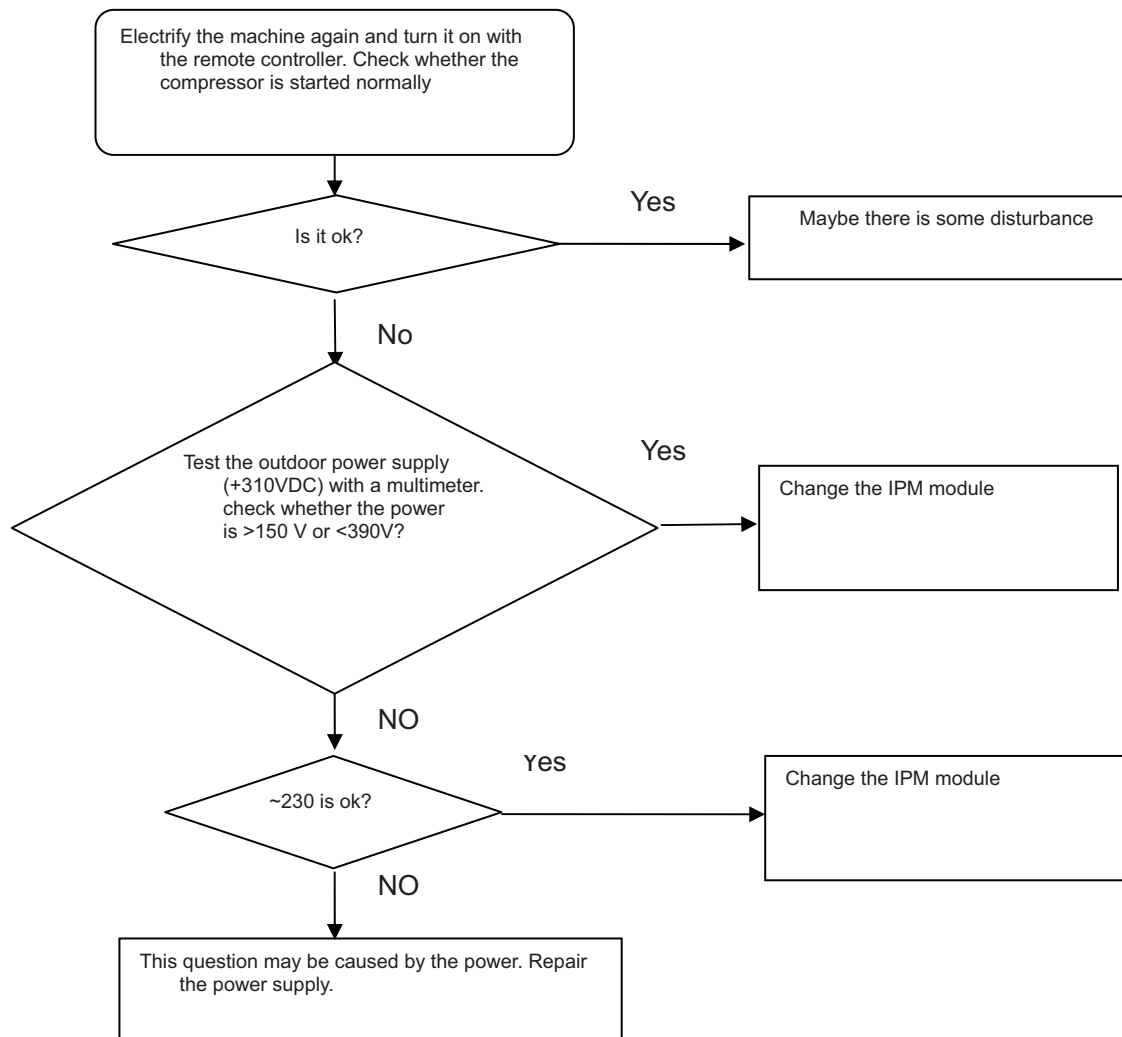 Electrify the machine again and turn it on with
the remote controller. Check whether the
compressor is started normally
Yes
Is it ok?
Maybe there is some disturbance
No
Yes
Test the outdoor power supply
(+310VDC) with a multimeter.
check whether the power
is >150 V or <390V?
Change the IPM module
NO
Yes
~230 is ok?
Change the IPM module
NO
This question may be caused by the power. Repair
the power supply.